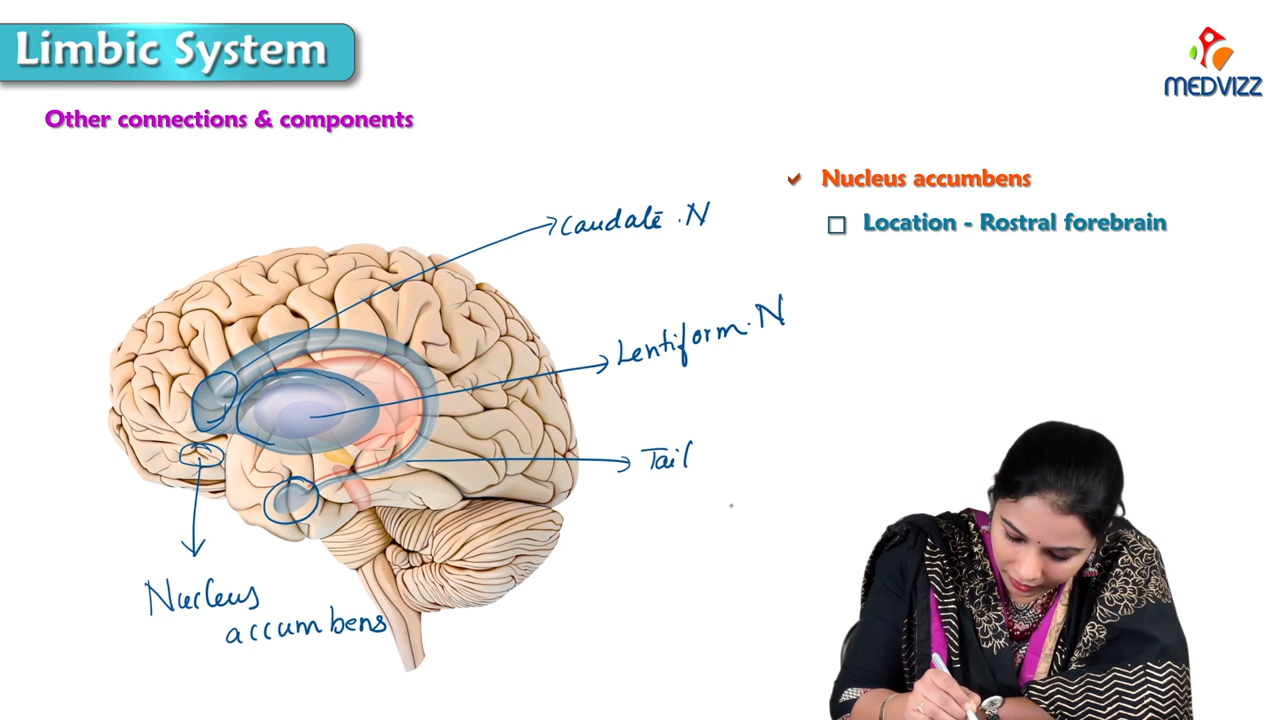 Limbic System
MEDVIZZ
Other connections & components
Nucleus accumbens
Location - Rostral forebrain
Caudate .N
Lentiform.N
Tail
Nucleus
accumbens